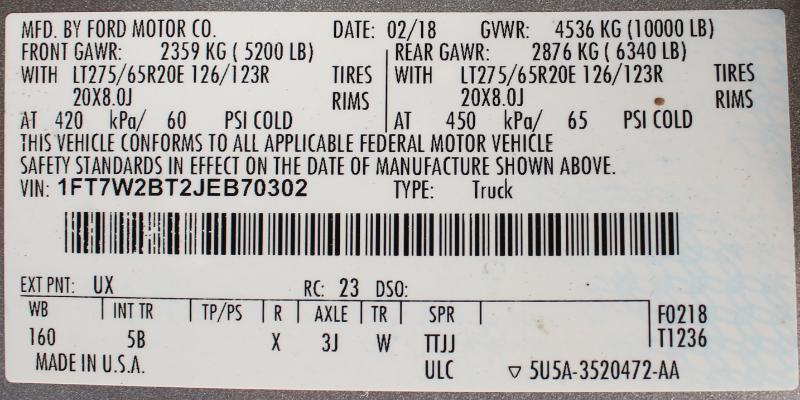 MFD. BY FORD MOTOR CO. DATE: 02/18 GVWR: 4536 KG (10000 LB)
FRONT GAWR: 2359 KG ( 5200 LB) REAR GAWR: 2876 KG ( 6340 LB)
WITH LT275/65R20E 126/123R TIRES WITH LT275/65R20E 126/123R TIRES
20X8.0J RIMS 20X8.0J RIMS
AT 420 kPa/ 60 PSI COLD AT 450 kPa/ 65 PSI COLD
THIS VEHICLE CONFORMS TO ALL APPLICABLE FEDERAL MOTOR VEHICLE
SAFETY STANDARDS IN EFFECT ON THE DATE OF MANUFACTURE SHOWN ABOVE.
VIN: 1FT7W2BT2JEB70302 TYPE: Truck
EXT PNT: UX RC: 23 DSO:
WB INT TR TP/PS R AXLE TR SPR F0218
160 5B X 3J W TTJJ T1236
MADE IN U.S.A. ULC ▽ 5U5A-3520472-AA